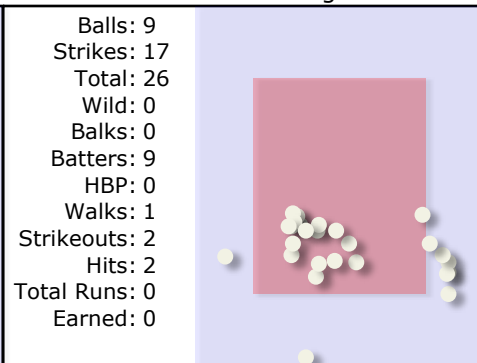 Balls: 9
Strikes: 17
Total: 26
Wild: 0
Balks: 0
Batters: 9
HBP: 0
Walks: 1
Strikeouts: 2
Hits: 2
Total Runs: 0
Earned: 0